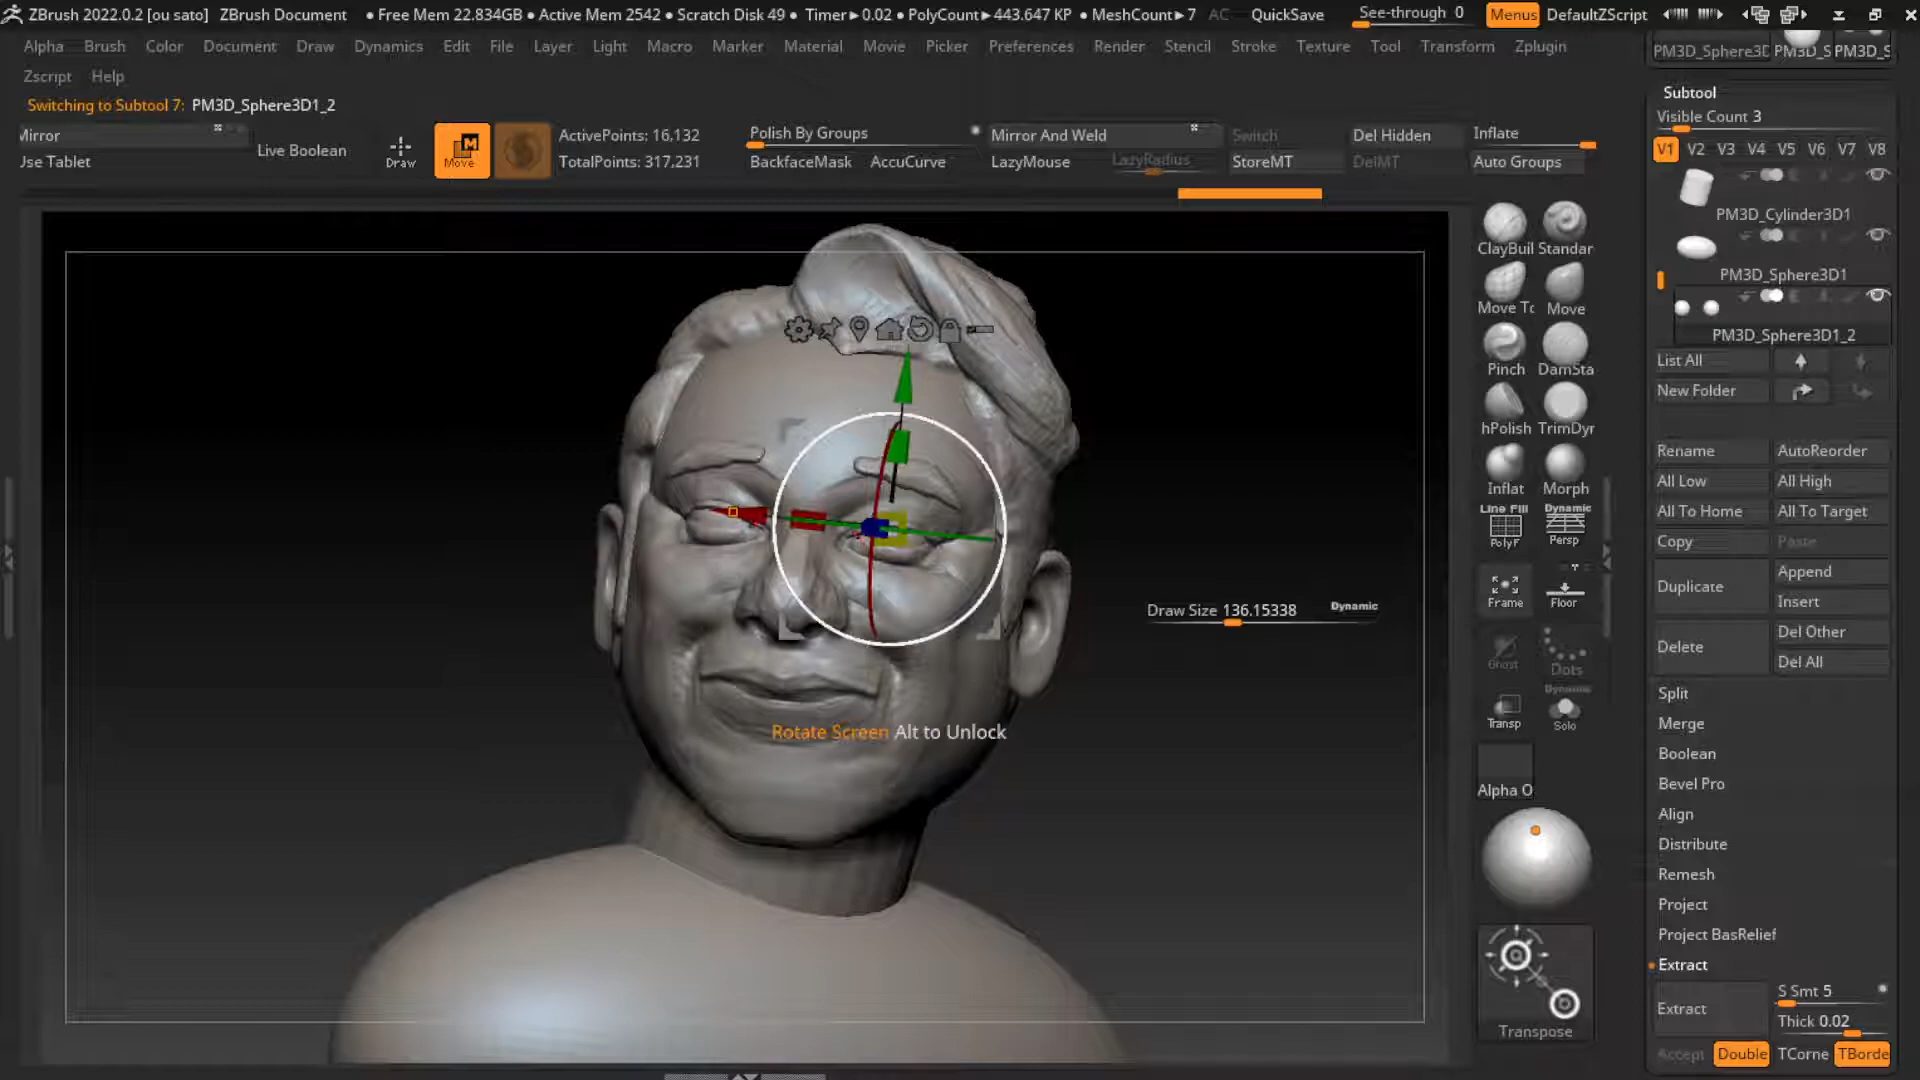 ZBrush 2022.0.2 [ou sato] ZBrush Document • Free Mem 22.834GB • Active Mem 2542 • Scratch Disk 49 • Timer▸0.02 • PolyCount▸443.647 KP • MeshCount▸7 AC QuickSave See-through 0 Menus DefaultZScript
Alpha Brush Color Document Draw Dynamics Edit File Layer Light Macro Marker Material Movie Picker Preferences Render Stencil Stroke Texture Tool Transform Zplugin
Zscript Help
Switching to Subtool 7: PM3D_Sphere3D1_2
Mirror
Use Tablet
Live Boolean
Draw
Move
ActivePoints: 16,132
TotalPoints: 317,231
Polish By Groups
BackfaceMask AccuCurve
Mirror And Weld
LazyMouse LazyRadius
Switch
StoreMT
Del Hidden
DelMT
Inflate
Auto Groups
Rotate Screen Alt to Unlock
Draw Size 136.15338 Dynamic
ClayBuil Standar
Move To Move
Pinch DamSta
hPolish TrimDyr
Inflat Morph
Line Fill
PolyF
Dynamic
Persp
Frame Floor
Ghost Dots
Transp
Dynamic
Solo
Alpha O
Transpose
PM3D_Sphere3D PM3D_S PM3D_S
Subtool
Visible Count 3
V1 V2 V3 V4 V5 V6 V7 V8
PM3D_Cylinder3D1
PM3D_Sphere3D1
PM3D_Sphere3D1_2
List All
New Folder
Rename AutoReorder
All Low All High
All To Home All To Target
Copy Paste
Duplicate
Append
Insert
Delete
Del Other
Del All
Split
Merge
Boolean
Bevel Pro
Align
Distribute
Remesh
Project
Project BasRelief
Extract
Extract
S Smt 5
Thick 0.02
Accept Double TCorne TBorde